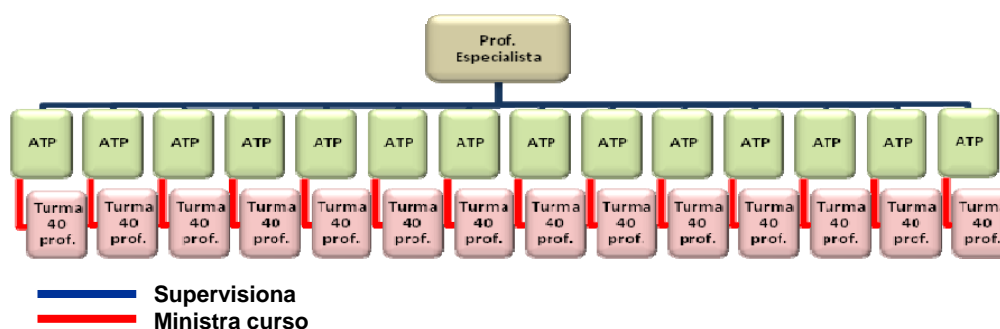 Prof.
Especialista
ATP ATP ATP ATP ATP ATP ATP ATP ATP ATP ATP ATP ATP ATP
Turma Turma Turma Turma Turma Turma Turma Turma Turma Turma Turma Turma Turma Turma
40 40 40 40 40 40 40 40 40 40 40 40 40 40
prof. prof. prof. prof. prof. prof. prof. prof. prof. prof. prof. prof. prof. prof.
Supervisiona
Ministra curso